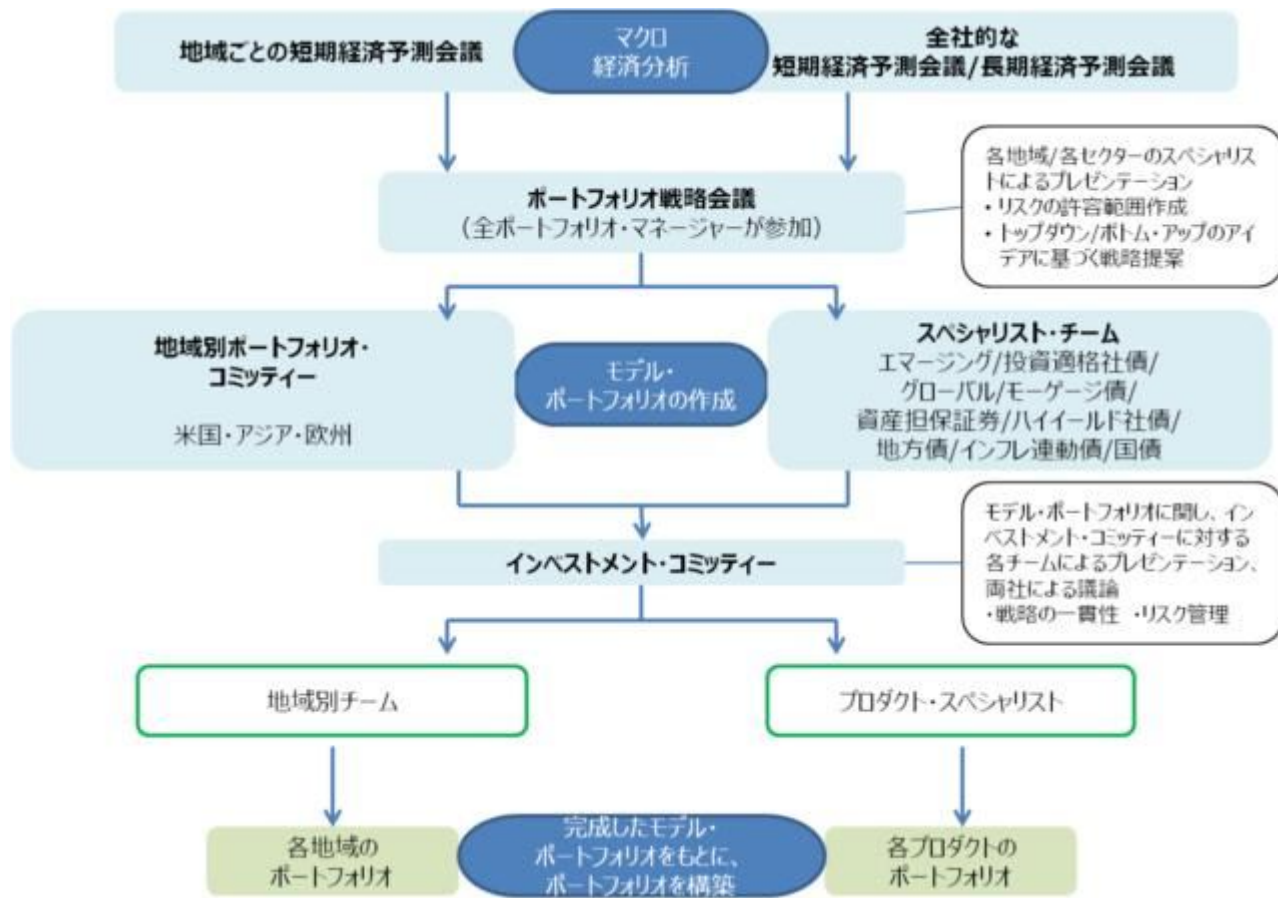 地域ごとの短期経済予測会議
マクロ
経済分析
全社的な
短期経済予測会議/長期経済予測会議
各地域/各セクターのスペシャリス
トによるプレゼンテーション
・リスクの許容範囲作成
・トップダウン/ボトム・アップのアイ
デアに基づく戦略提案
ポートフォリオ戦略会議
(全ポートフォリオ・マネージャーが参加)
地域別ポートフォリオ・
コミッティー
米国・アジア・欧州
モデル・
ポートフォリオの作成
スペシャリスト・チーム
エマージング/投資適格社債/
グローバル/モーゲージ債/
資産担保証券/ハイイールド社債/
地方債/インフレ連動債/国債
モデル・ポートフォリオに関し、イン
ベストメント・コミッティーに対する
各チームによるプレゼンテーション、
両社による議論
・戦略の一貫性 ・リスク管理
インベストメント・コミッティー
地域別チーム
プロダクト・スペシャリスト
各地域の
ポートフォリオ
完成したモデル・
ポートフォリオをもとに、
ポートフォリオを構築
各プロダクトの
ポートフォリオ